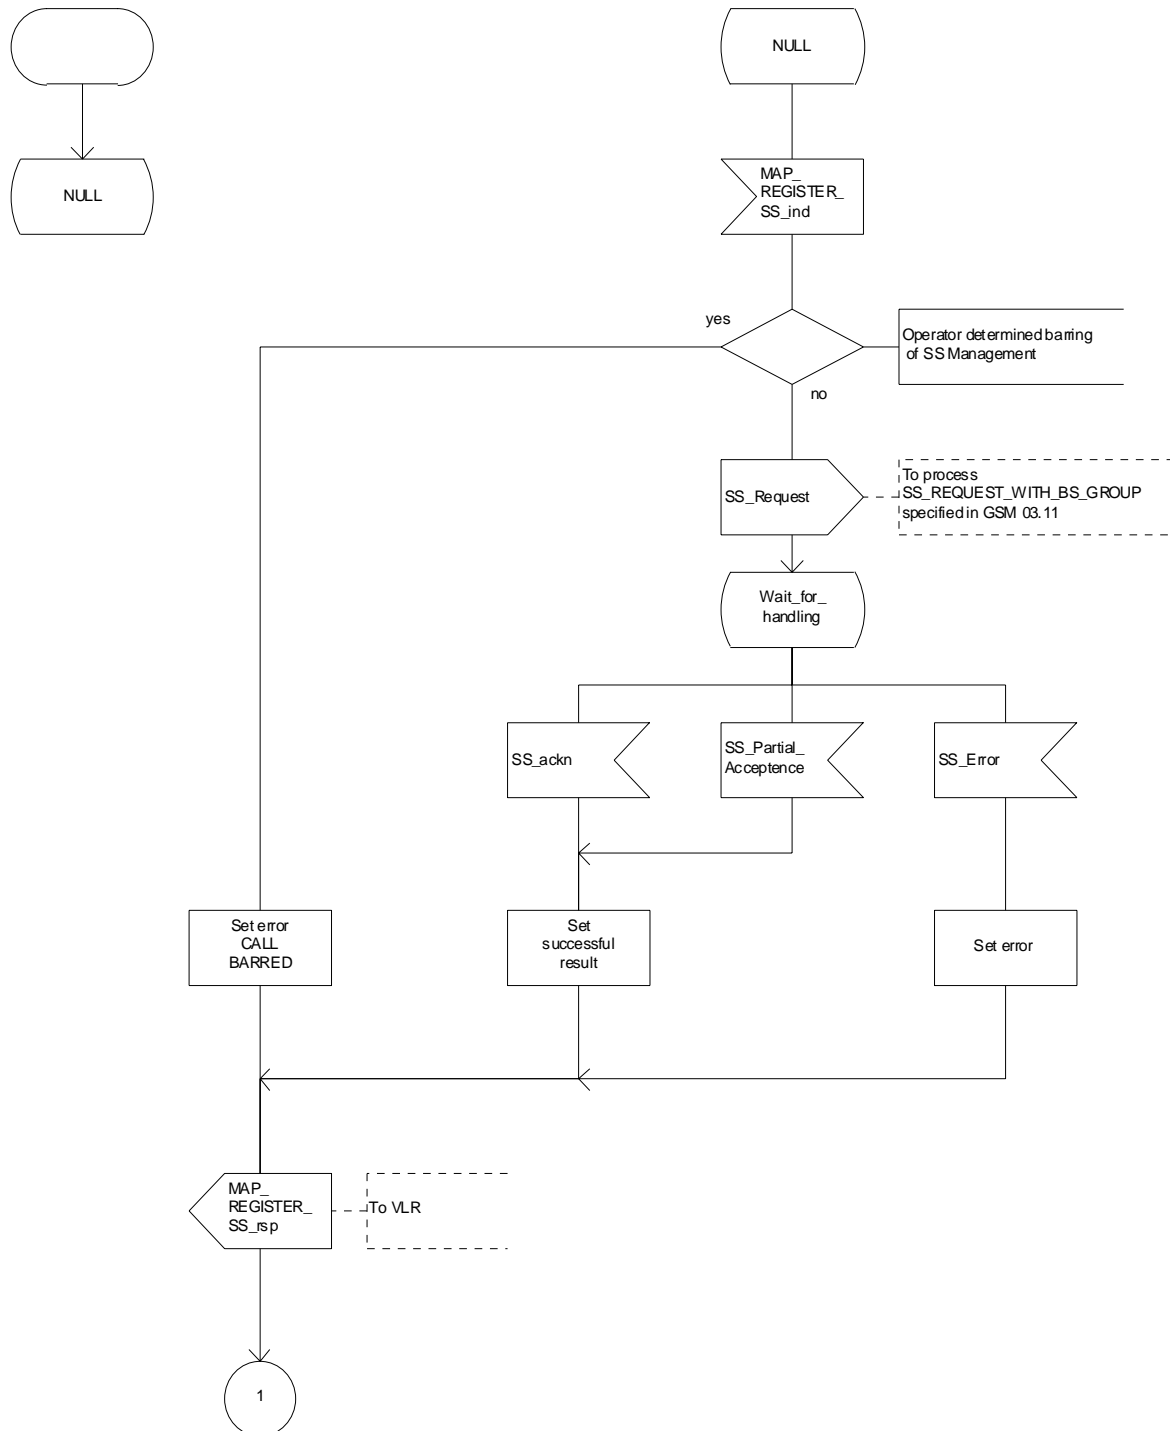 NULL
NULL
MAP_
REGISTER_
SS_ind
yes
Operator determined barring
of SS Management
no
SS_Request
To process
SS_REQUEST_WITH_BS_GROUP
specified in GSM 03.11
Wait_for_
handling
SS_ackn
SS_Partial_
Acceptence
SS_Error
Set error
CALL
BARRED
Set
successful
result
Set error
MAP_
REGISTER_
SS_rsp
To VLR
1